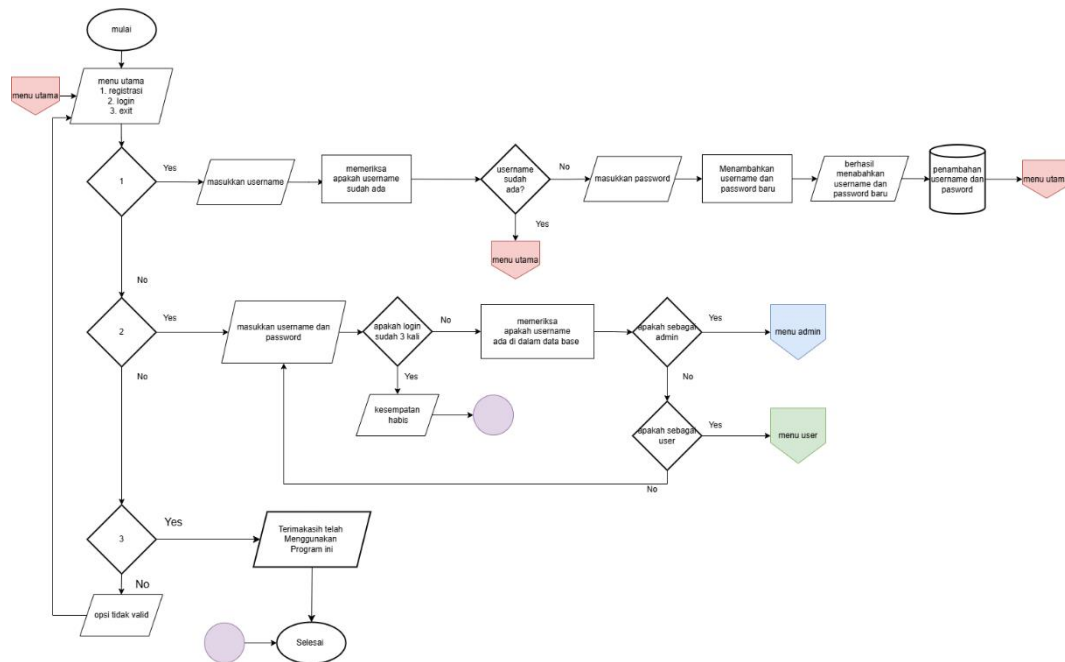 mulai
menu utama
menu utama
1. registrasi
2. login
3. exit
1
Yes
masukkan username
memeriksa
apakah username
sudah ada
username
sudah
ada?
No
masukkan password
Menambahkan
username dan
password baru
berhasil
menabahkan
username dan
password baru
penambahan
username dan
pasword
menu utam
Yes
menu utama
No
2
Yes
masukkan username dan
password
apakah login
sudah 3 kali
No
memeriksa
apakah username
ada di dalam data base
apakah sebagai
admin
Yes
menu admin
No
Yes
kesempatan
habis
No
apakah sebagai
user
Yes
menu user
No
3
Yes
Terimakasih telah
Menggunakan
Program ini
No
opsi tidak valid
Selesai